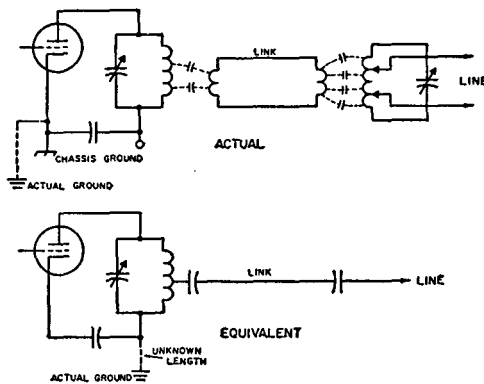 LINK
LINE
CHASSIS GROUND
ACTUAL
ACTUAL GROUND
LINK
LINE
EQUIVALENT
UNKNOWN
LENGTH
ACTUAL GROUND